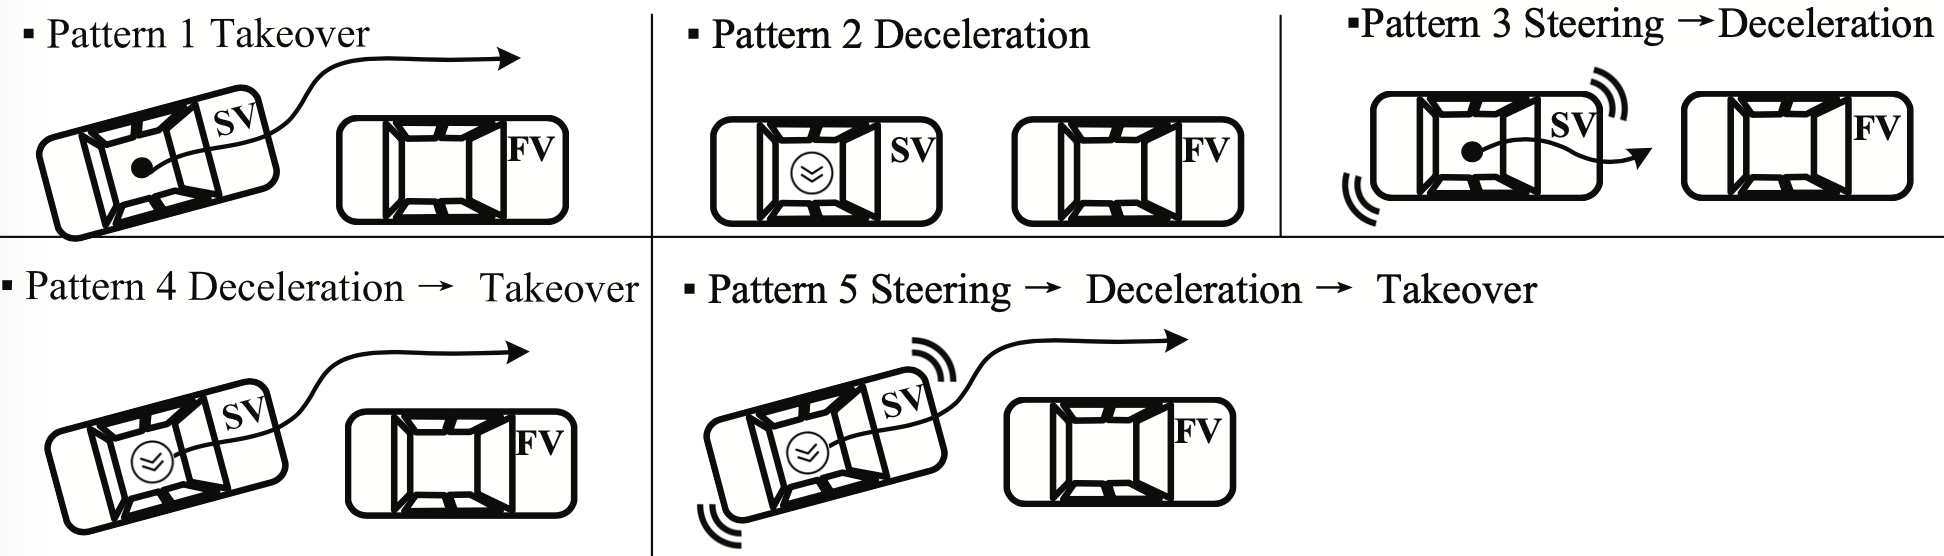 ▪ Pattern 1 Takeover
SV
FV
▪ Pattern 2 Deceleration
SV
FV
▪Pattern 3 Steering → Deceleration
SV
FV
▪ Pattern 4 Deceleration → Takeover
SV
FV
▪ Pattern 5 Steering → Deceleration → Takeover
SV
FV